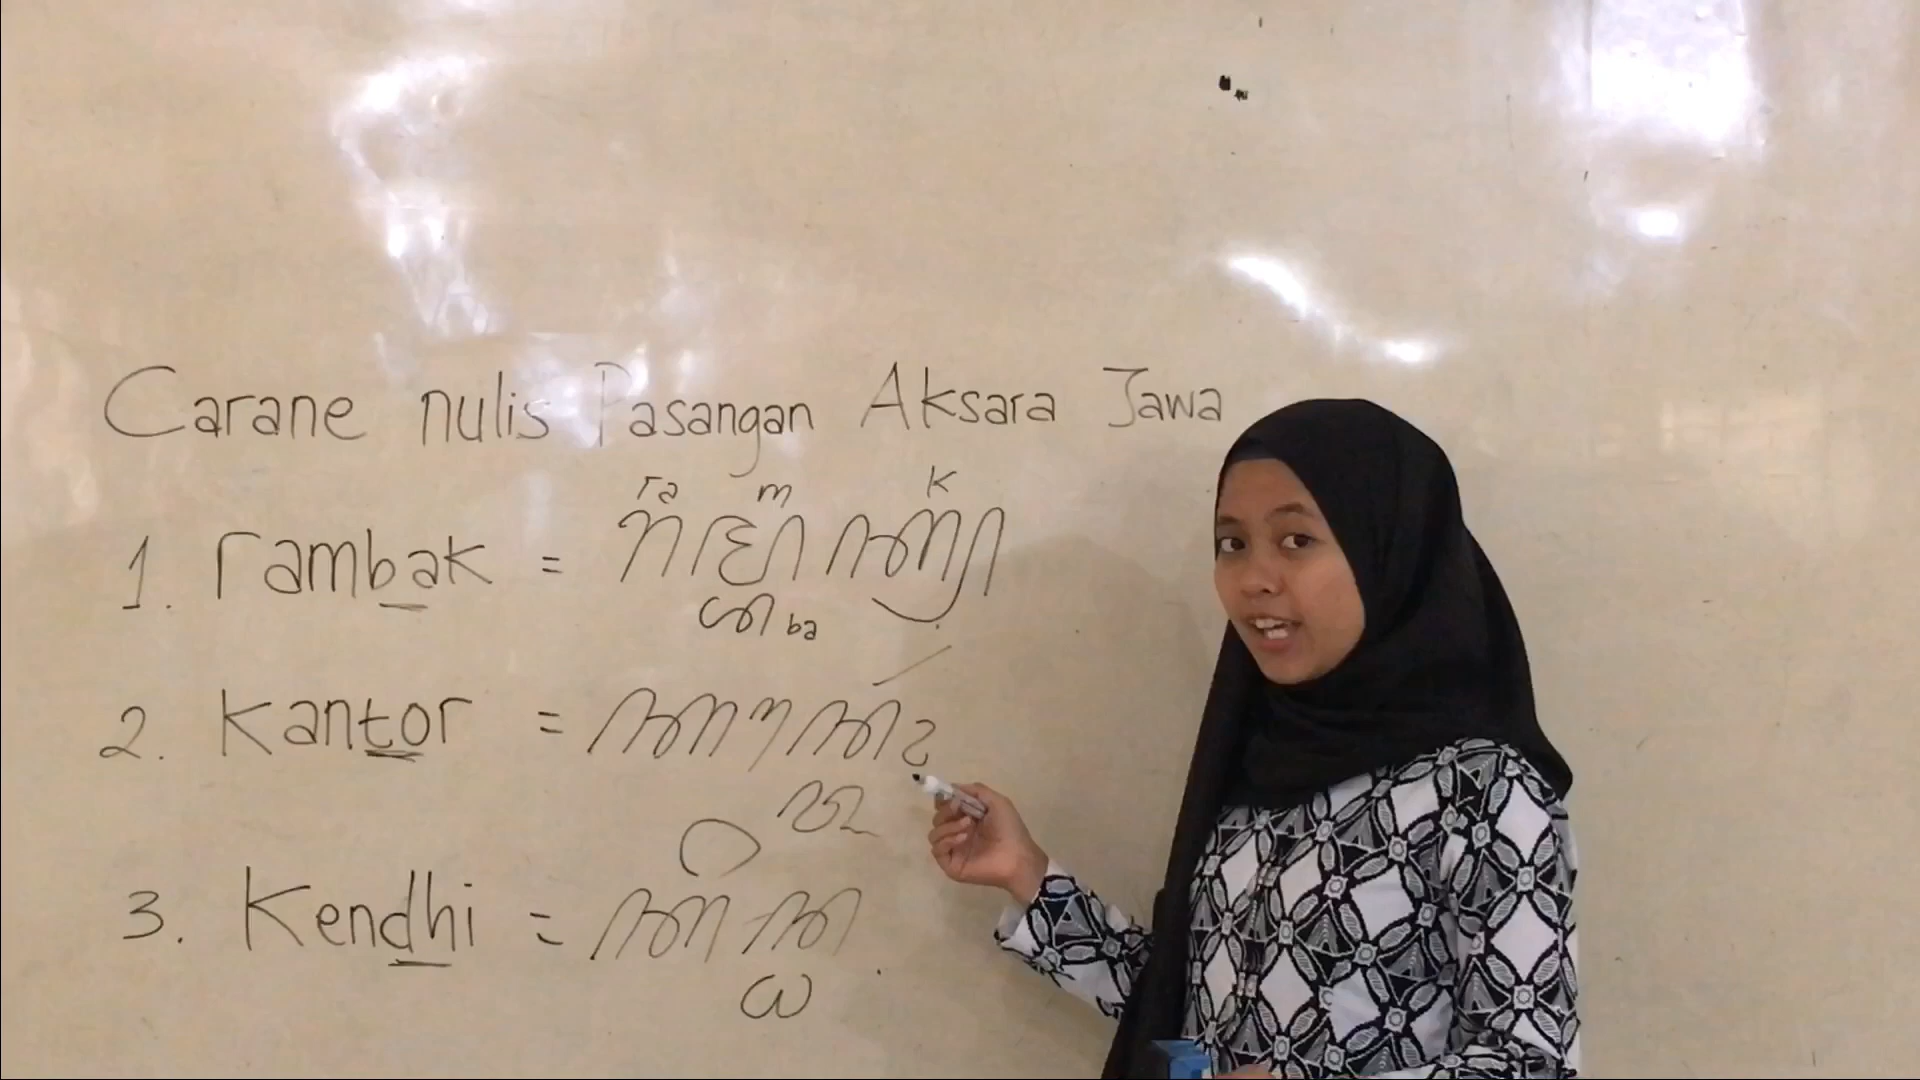 Carane nulis Pasangan Aksara Jawa
ra m k
1. rambak = ꦫꦩ꧀ꦧꦏ꧀
ba
2. Kantor = ꦏꦤ꧀ꦠꦺꦴꦂ
3. Kendhi =